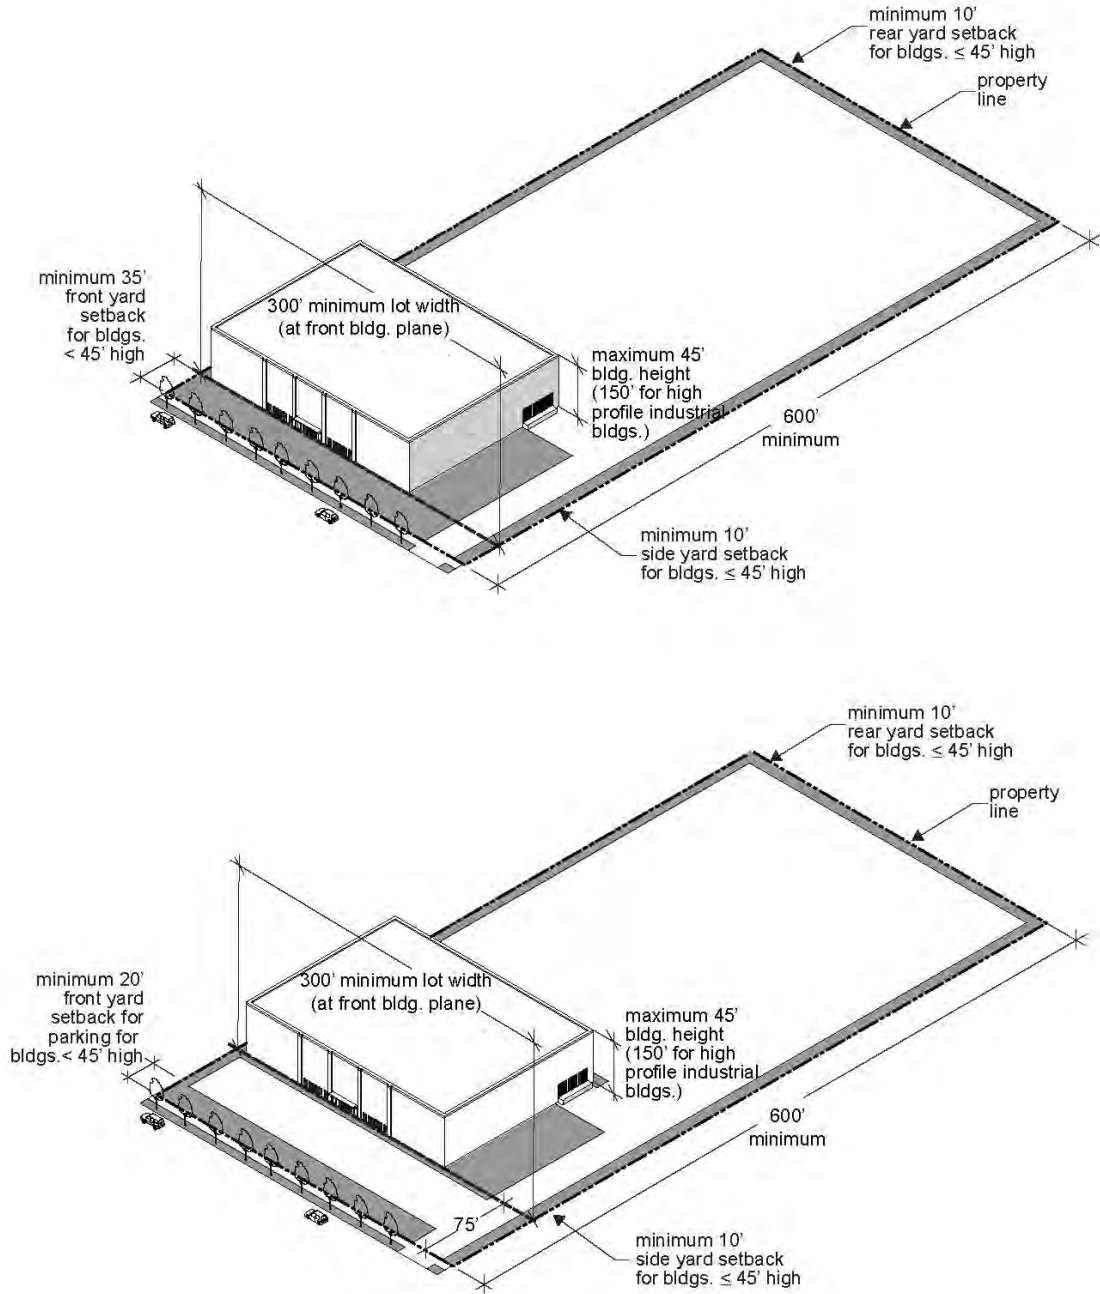 minimum 10'
rear yard setback
for bldgs. ≤ 45' high
property
line
minimum 35'
front yard
setback
for bldgs.
< 45' high
300' minimum lot width
(at front bldg. plane)
maximum 45'
bldg. height
(150' for high
profile industrial
bldgs.)
600'
minimum
minimum 10'
side yard setback
for bldgs. ≤ 45' high
minimum 10'
rear yard setback
for bldgs. ≤ 45' high
property
line
minimum 20'
front yard
setback for
parking for
bldgs.< 45' high
300' minimum lot width
(at front bldg. plane)
maximum 45'
bldg. height
(150' for high
profile industrial
bldgs.)
600'
minimum
75'
minimum 10'
side yard setback
for bldgs. ≤ 45' high